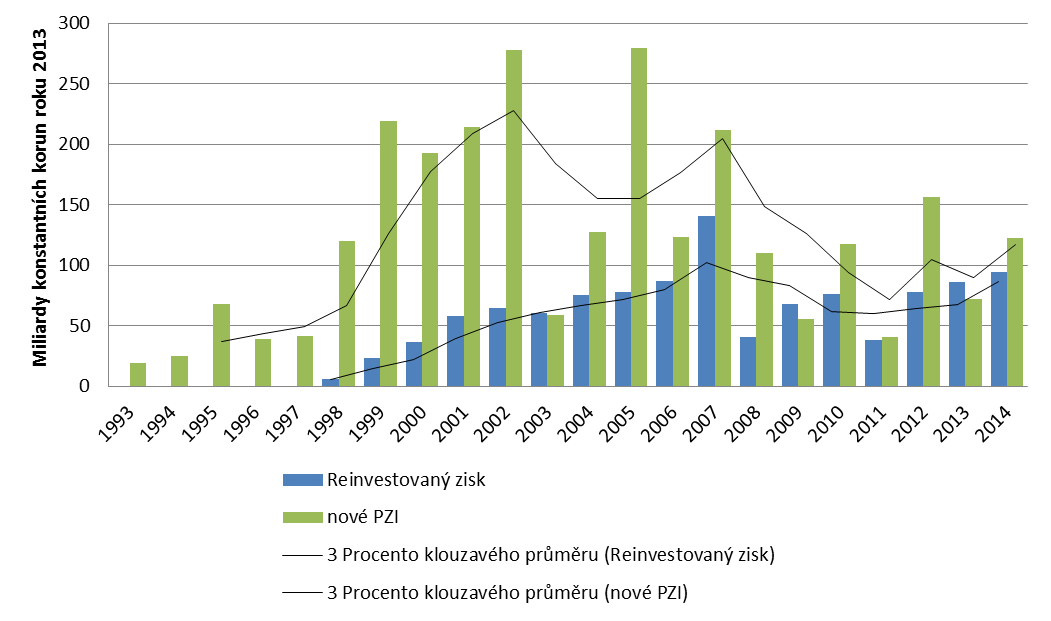 Miliardy konstantních korun roku 2013
300
250
200
150
100
50
0
1993 1994 1995 1996 1997 1998 1999 2000 2001 2002 2003 2004 2005 2006 2007 2008 2009 2010 2011 2012 2013 2014
Reinvestovaný zisk
nové PZI
3 Procento klouzavého průměru (Reinvestovaný zisk)
3 Procento klouzavého průměru (nové PZI)